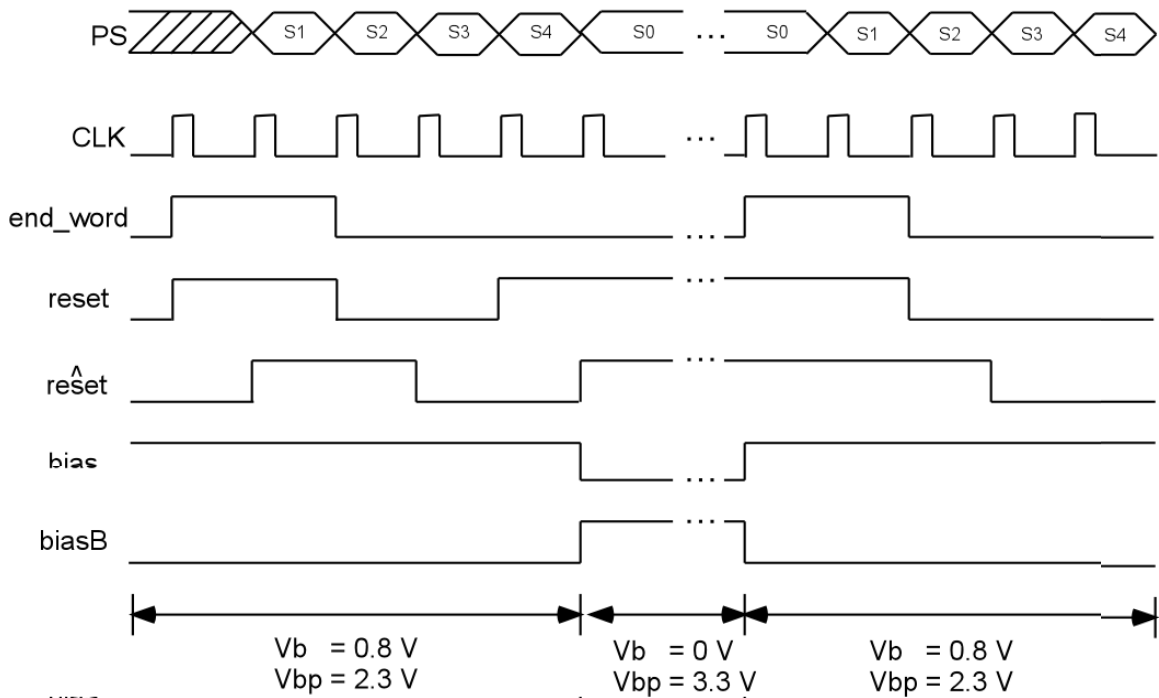 PS S1 S2 S3 S4 S0 ... S0 S1 S2 S3 S4
CLK ...
end_word ...
reset ...
resêt ...
bias ...
biasB ...
Vb = 0.8 V Vb = 0 V Vb = 0.8 V
Vbp = 2.3 V Vbp = 3.3 V Vbp = 2.3 V